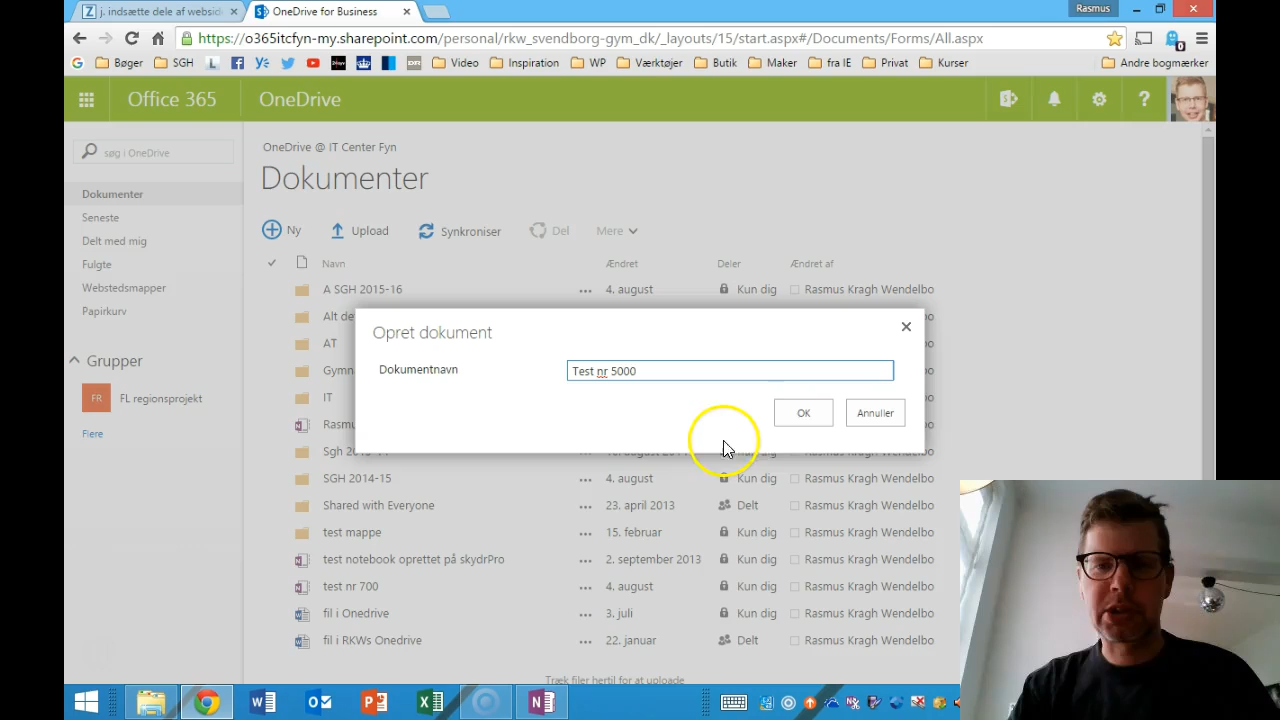 j. indsætte dele af websid
OneDrive for Business
Rasmus
https://o365itcfyn-my.sharepoint.com/personal/rkw_svendborg-gym_dk/_layouts/15/start.aspx#/Documents/Forms/All.aspx
Bøger SGH Video Inspiration WP Værktøjer Butik Maker fra IE Privat Kurser Andre bogmærker
Office 365 OneDrive
søg i OneDrive
OneDrive @ IT Center Fyn
Dokumenter
Dokumenter
Seneste
Delt med mig
Fulgte
Webstedsmapper
Papirkurv
Grupper
FR FL regionsprojekt
Flere
Ny Upload Synkroniser Del Mere
Navn Ændret Deler Ændret af
A SGH 2015-16 4. august Kun dig Rasmus Kragh Wendelbo
Alt de
AT
Gymn
IT
Rasmu
Opret dokument
Dokumentnavn Test nr 5000
OK Annuller
SGH 2014-15 4. august Kun dig Rasmus Kragh Wendelbo
Shared with Everyone 23. april 2013 Delt Rasmus Kragh Wendelbo
test mappe 15. februar Kun dig Rasmus Kragh Wendelbo
test notebook oprettet på skydrPro 2. september 2013 Kun dig Rasmus Kragh Wendelbo
test nr 700 4. august Kun dig Rasmus Kragh Wendelbo
fil i Onedrive 3. juli Kun dig Rasmus Kragh Wendelbo
fil i RKWs Onedrive 22. januar Delt Rasmus Kragh Wendelbo
Træk filer hertil for at uploade